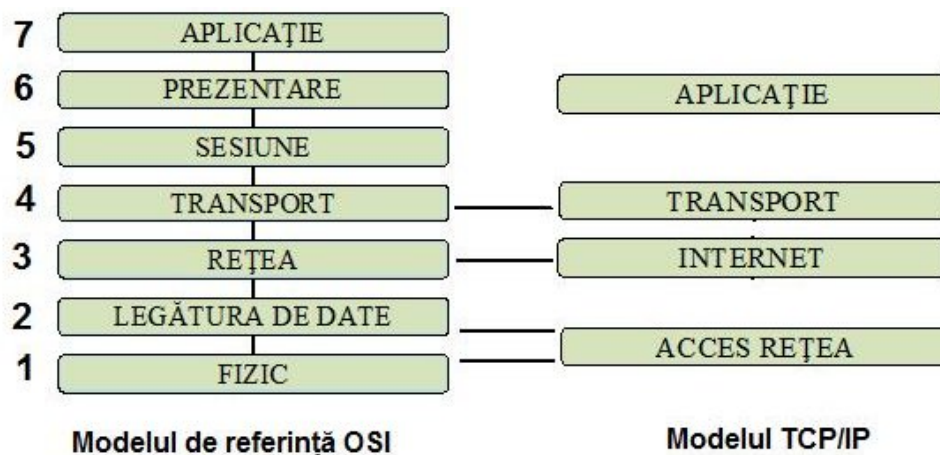 7 APLICAŢIE
6 PREZENTARE APLICAŢIE
5 SESIUNE
4 TRANSPORT TRANSPORT
3 REŢEA INTERNET
2 LEGĂTURA DE DATE
ACCES REŢEA
1 FIZIC
Modelul de referinţă OSI Modelul TCP/IP